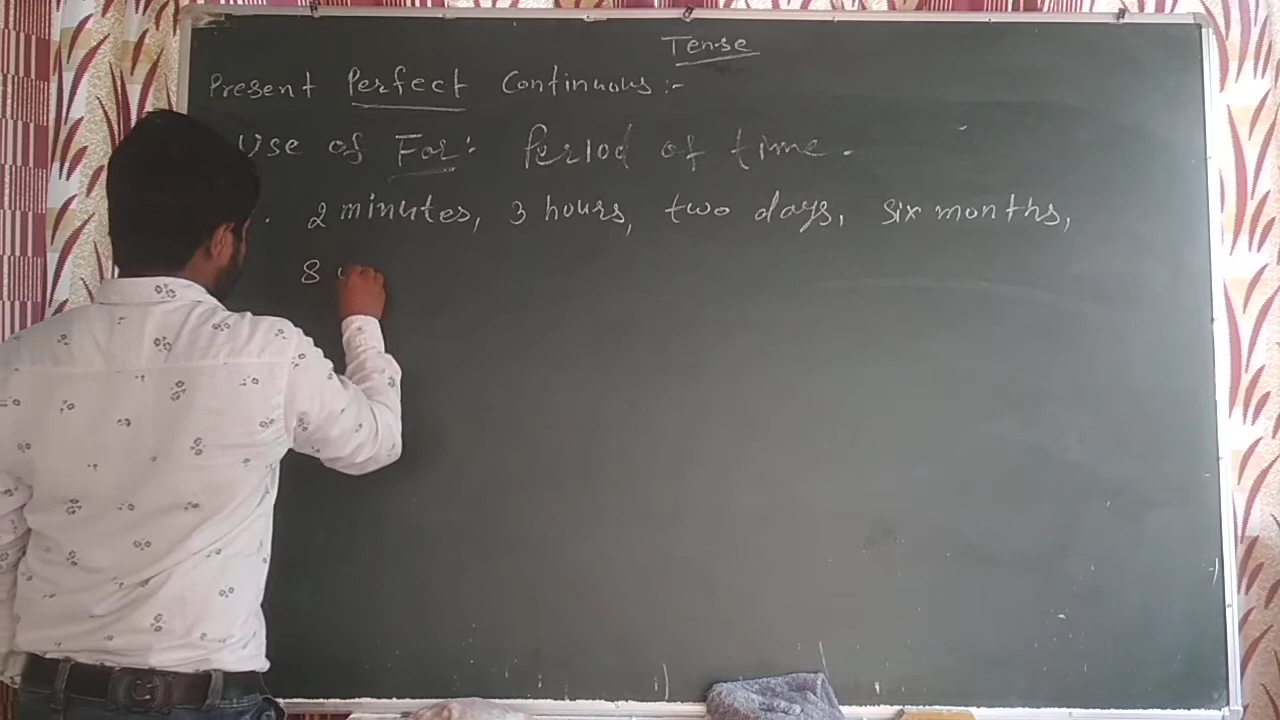 Tense
Present Perfect Continuous :-
Use of For: Period of time.
2 minutes, 3 hours, two days, six months,
8